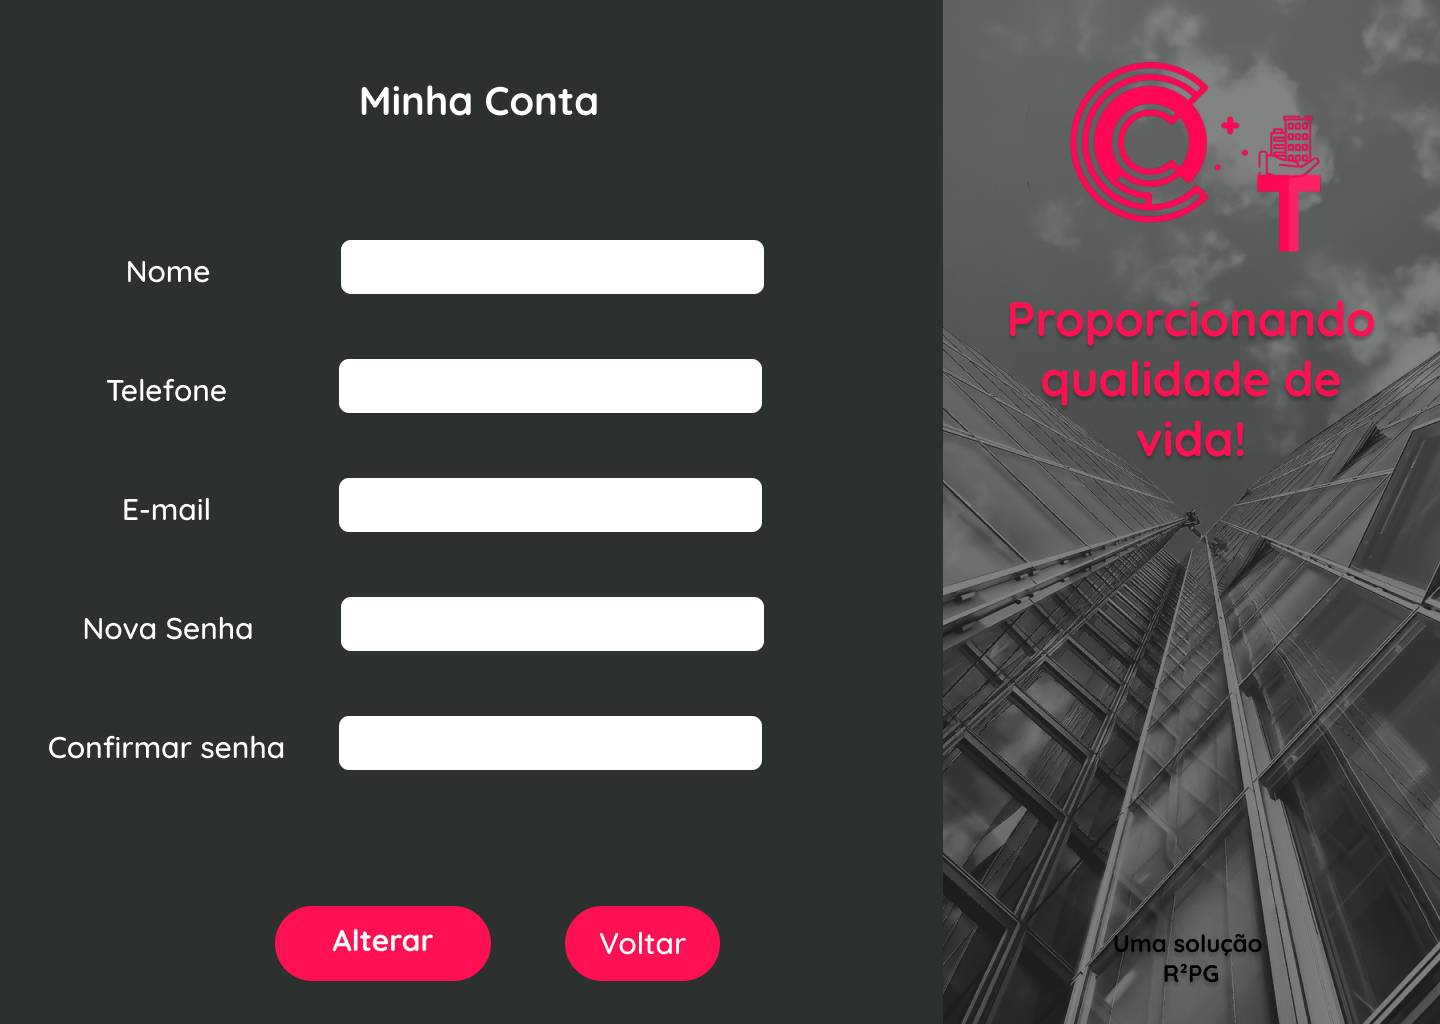 Minha Conta
Nome
Telefone
E-mail
Nova Senha
Confirmar senha
Alterar
Voltar
C
T
Proporcionando
qualidade de
vida!
Uma solução
R²PG